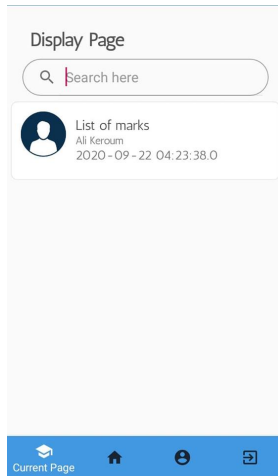 Display Page
Search here
List of marks
Ali Keroum
2020-09-22 04:23:38.0
Current Page